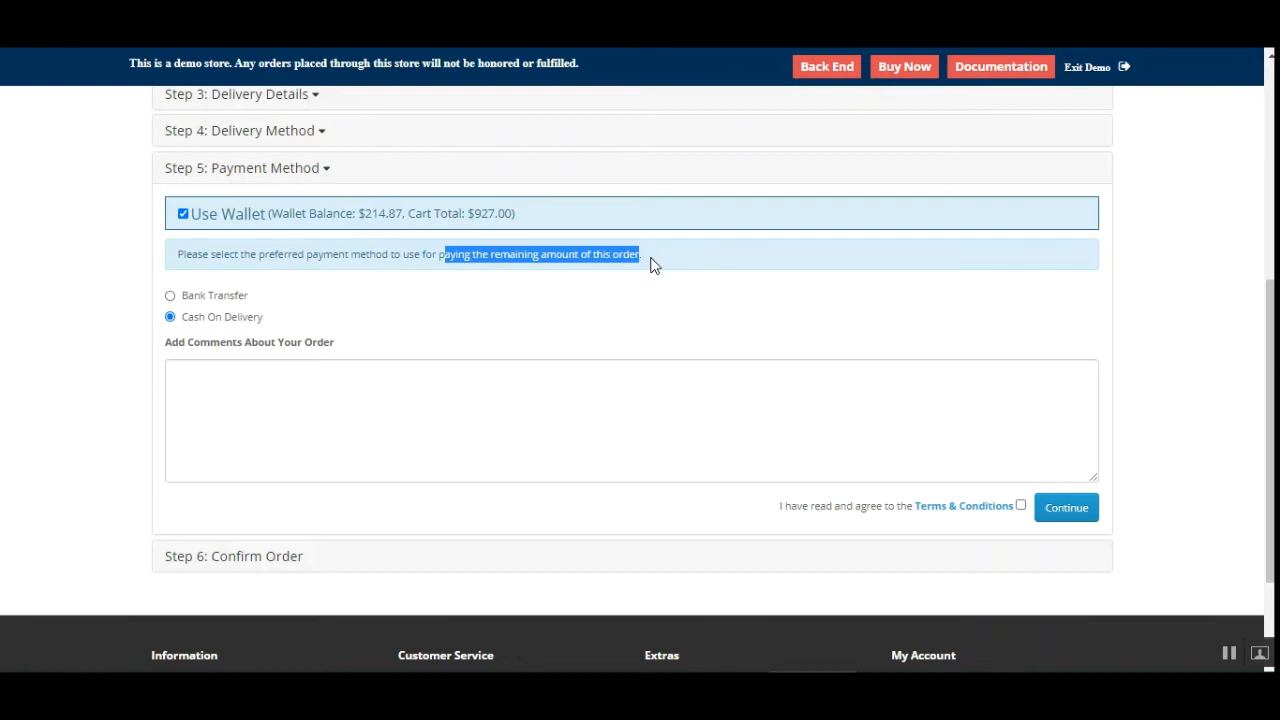 This is a demo store. Any orders placed through this store will not be honored or fulfilled.
Back End
Buy Now
Documentation
Exit Demo
Step 3: Delivery Details
Step 4: Delivery Method
Step 5: Payment Method
Use Wallet (Wallet Balance: $214.87, Cart Total: $927.00)
Please select the preferred payment method to use for paying the remaining amount of this order.
Bank Transfer
Cash On Delivery
Add Comments About Your Order
I have read and agree to the Terms & Conditions
Continue
Step 6: Confirm Order
Information
Customer Service
Extras
My Account